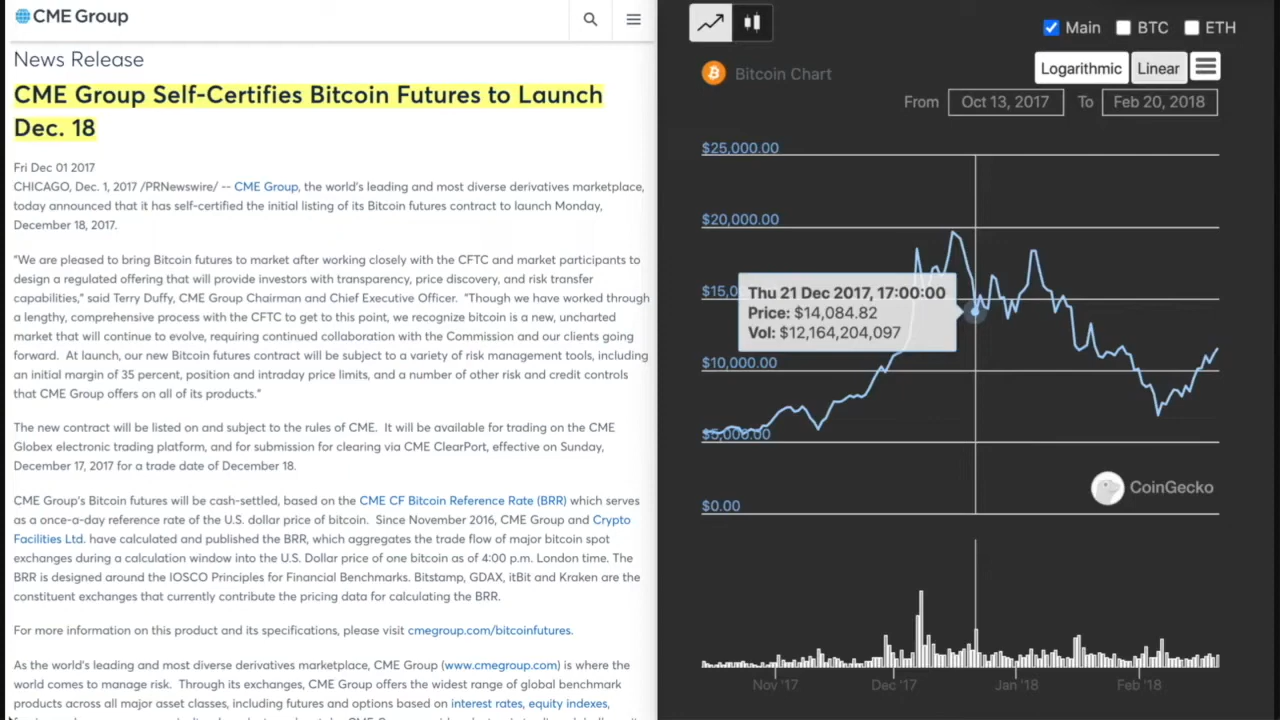 CME Group
News Release
CME Group Self-Certifies Bitcoin Futures to Launch
Dec. 18
Fri Dec 01 2017
CHICAGO, Dec. 1, 2017 /PRNewswire/ -- CME Group, the world's leading and most diverse derivatives marketplace,
today announced that it has self-certified the initial listing of its Bitcoin futures contract to launch Monday,
December 18, 2017.
"We are pleased to bring Bitcoin futures to market after working closely with the CFTC and market participants to
design a regulated offering that will provide investors with transparency, price discovery, and risk transfer
capabilities," said Terry Duffy, CME Group Chairman and Chief Executive Officer.  "Though we have worked through
a lengthy, comprehensive process with the CFTC to get to this point, we recognize bitcoin is a new, uncharted
market that will continue to evolve, requiring continued collaboration with the Commission and our clients going
forward.  At launch, our new Bitcoin futures contract will be subject to a variety of risk management tools, including
an initial margin of 35 percent, position and intraday price limits, and a number of other risk and credit controls
that CME Group offers on all of its products."
The new contract will be listed on and subject to the rules of CME.  It will be available for trading on the CME
Globex electronic trading platform, and for submission for clearing via CME ClearPort, effective on Sunday,
December 17, 2017 for a trade date of December 18.
CME Group's Bitcoin futures will be cash-settled, based on the CME CF Bitcoin Reference Rate (BRR) which serves
as a once-a-day reference rate of the U.S. dollar price of bitcoin.  Since November 2016, CME Group and Crypto
Facilities Ltd. have calculated and published the BRR, which aggregates the trade flow of major bitcoin spot
exchanges during a calculation window into the U.S. Dollar price of one bitcoin as of 4:00 p.m. London time. The
BRR is designed around the IOSCO Principles for Financial Benchmarks. Bitstamp, GDAX, itBit and Kraken are the
constituent exchanges that currently contribute the pricing data for calculating the BRR.
For more information on this product and its specifications, please visit cmegroup.com/bitcoinfutures.
As the world's leading and most diverse derivatives marketplace, CME Group (www.cmegroup.com) is where the
world comes to manage risk.  Through its exchanges, CME Group offers the widest range of global benchmark
products across all major asset classes, including futures and options based on interest rates, equity indexes,
Main BTC ETH
Bitcoin Chart
Logarithmic Linear
From Oct 13, 2017 To Feb 20, 2018
$25,000.00
$20,000.00
$15,0
Thu 21 Dec 2017, 17:00:00
Price: $14,084.82
Vol: $12,164,204,097
$10,000.00
$5,000.00
CoinGecko
$0.00
Nov '17 Dec '17 Jan '18 Feb '18